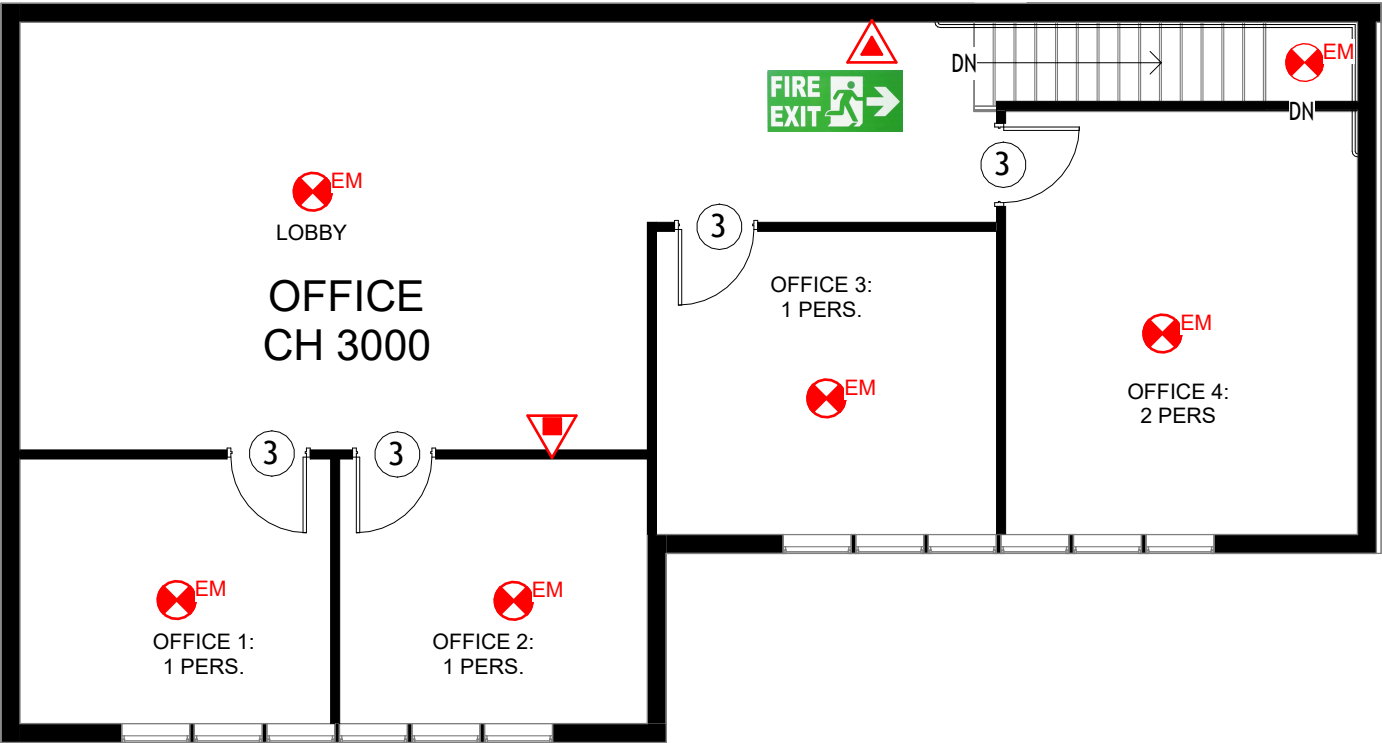 FIRE
EXIT
DN
EM
DN
3
EM
LOBBY
3
OFFICE
CH 3000
OFFICE 3:
1 PERS.
EM
EM
OFFICE 4:
2 PERS
3
3
EM
EM
OFFICE 1:
1 PERS.
OFFICE 2:
1 PERS.